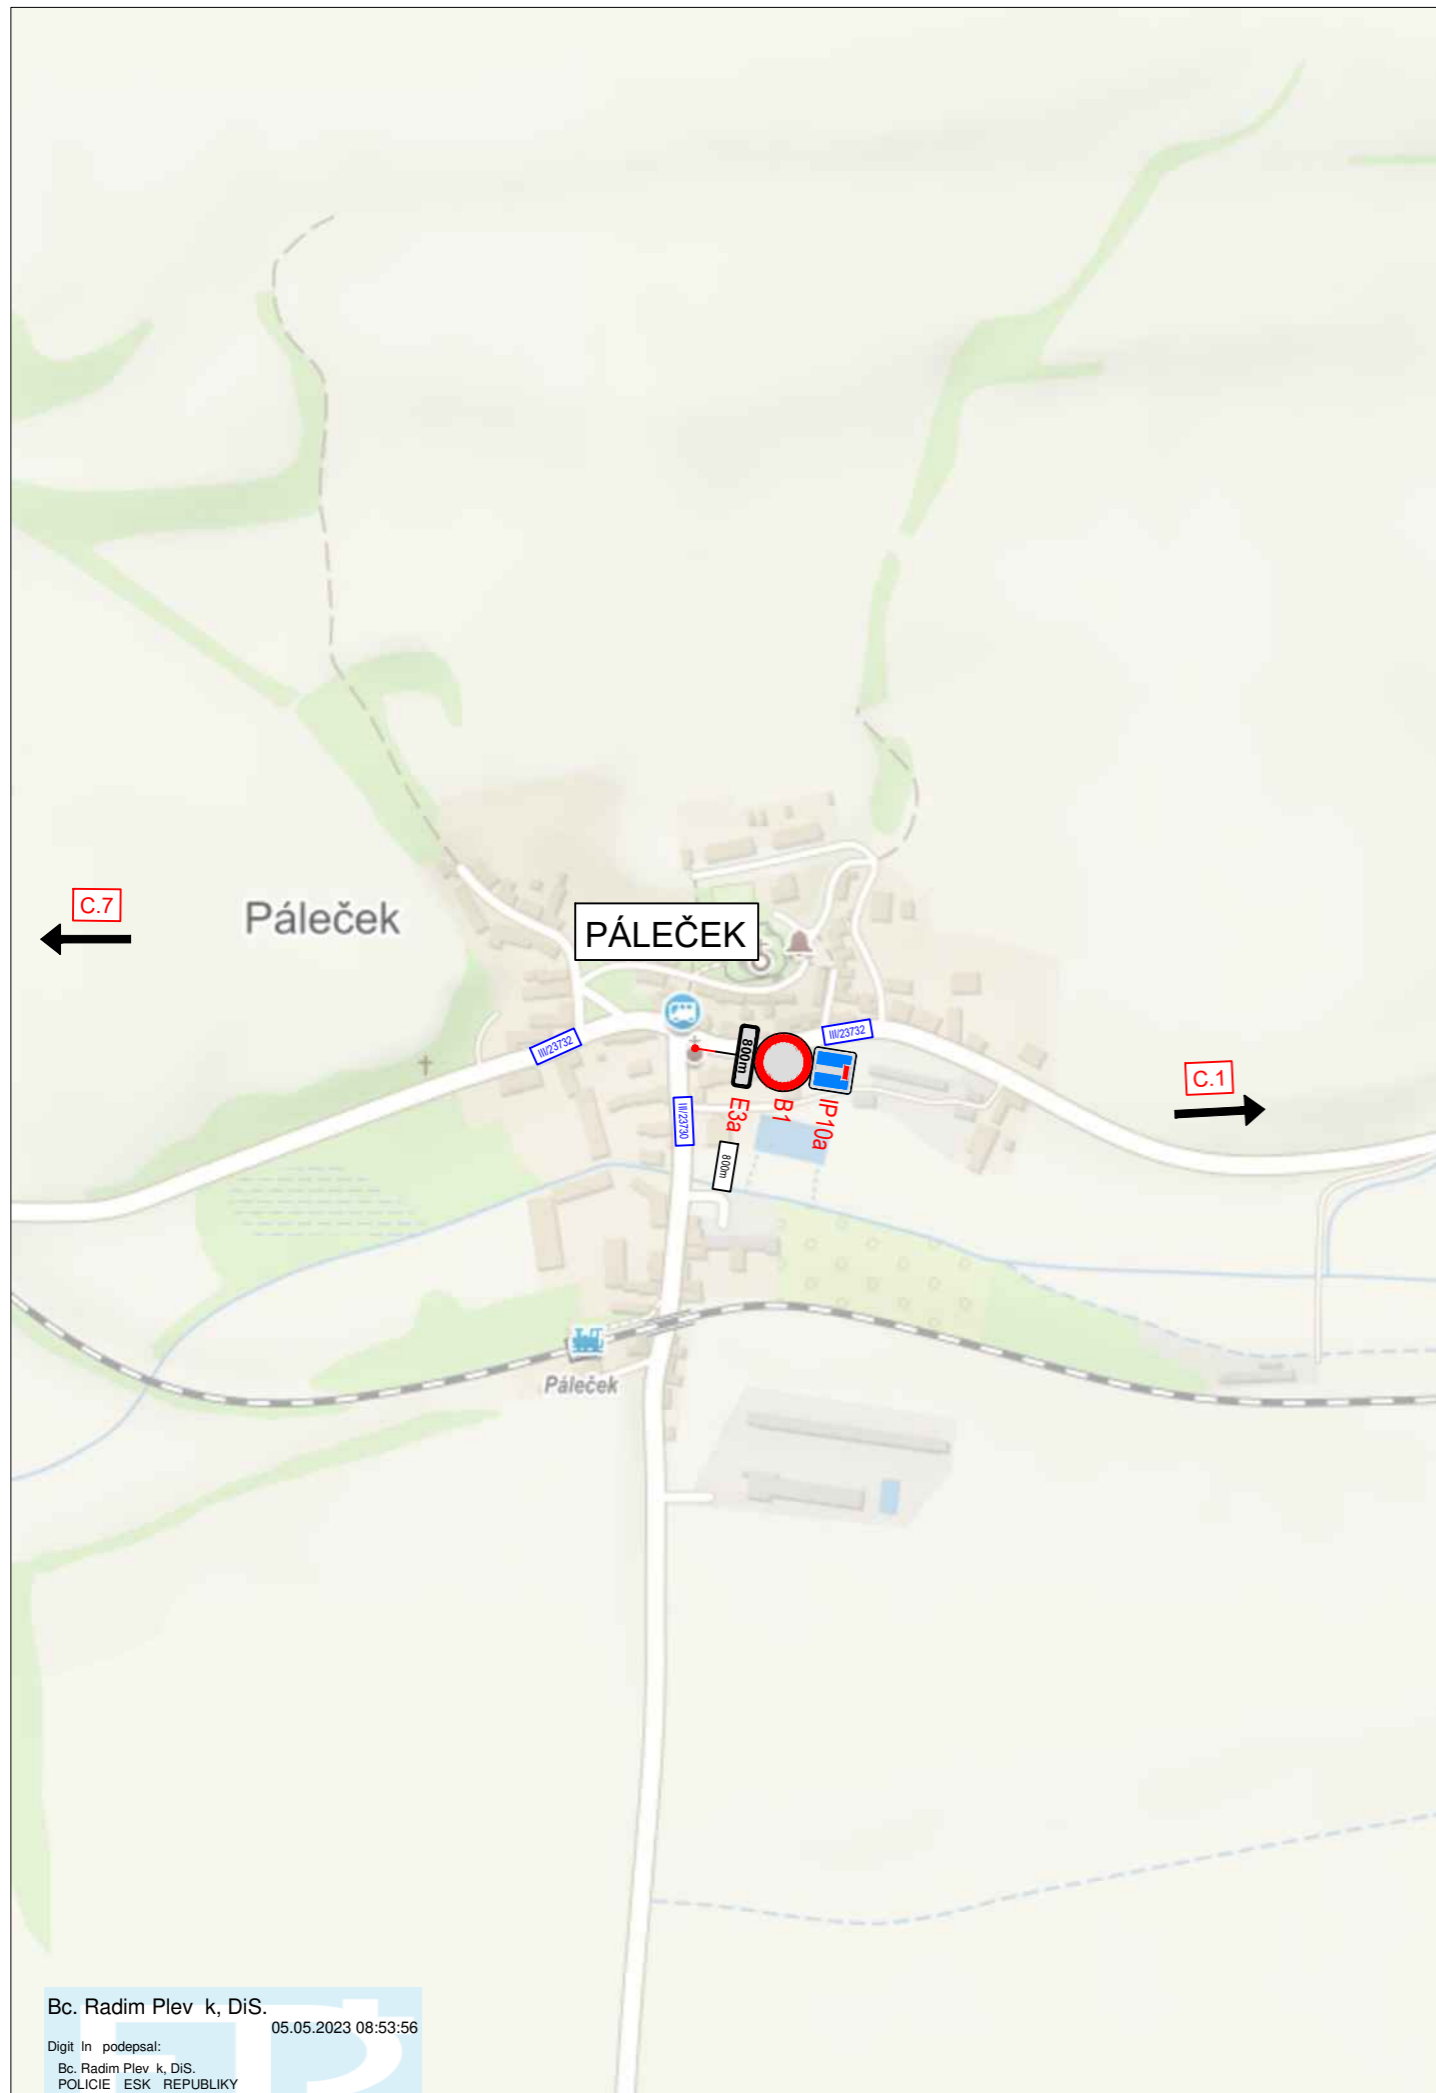 C.7
Páleček
PÁLEČEK
III/23732
III/23732
800m
E3a
B1
IP10a
C.1
III/23730
800m
Páleček
Bc. Radim Plev k, DiS.
05.05.2023 08:53:56
Digit ln podepsal:
Bc. Radim Plev k, DiS.
POLICIE ESK REPUBLIKY